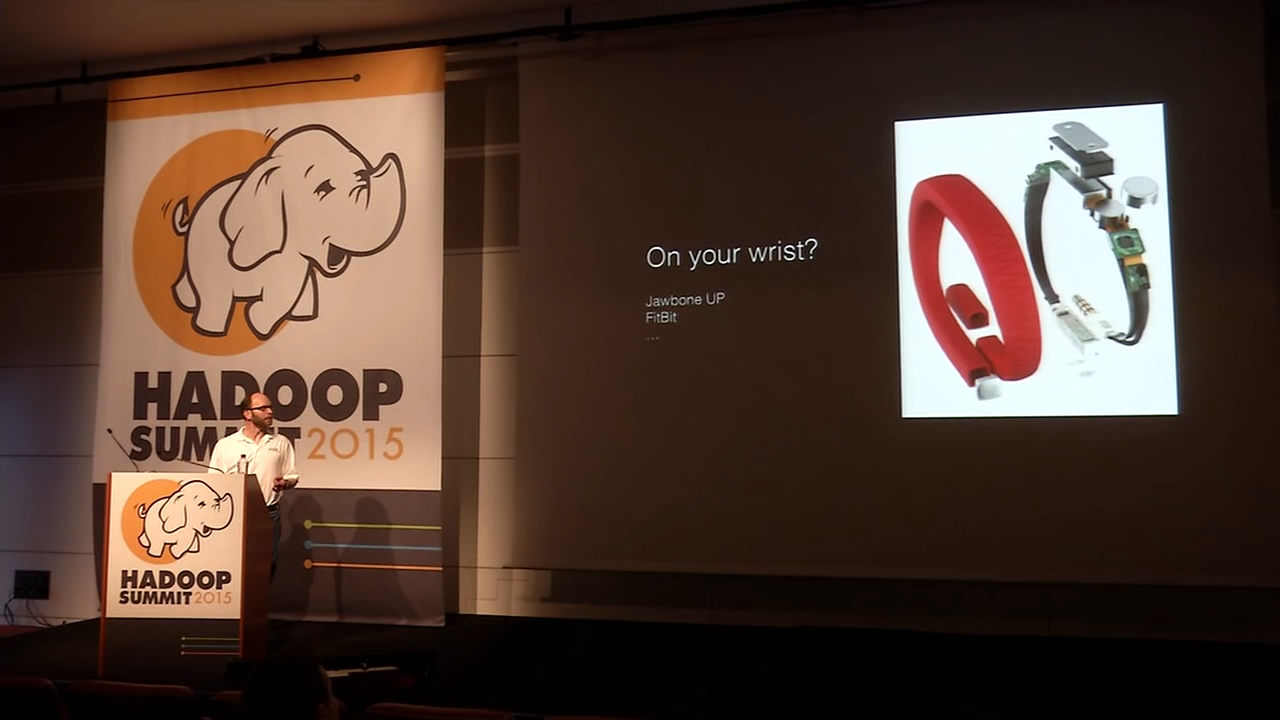 HADOOP
SUMMIT 2015
HADOOP
SUMMIT 2015
On your wrist?
Jawbone UP
FitBit
...